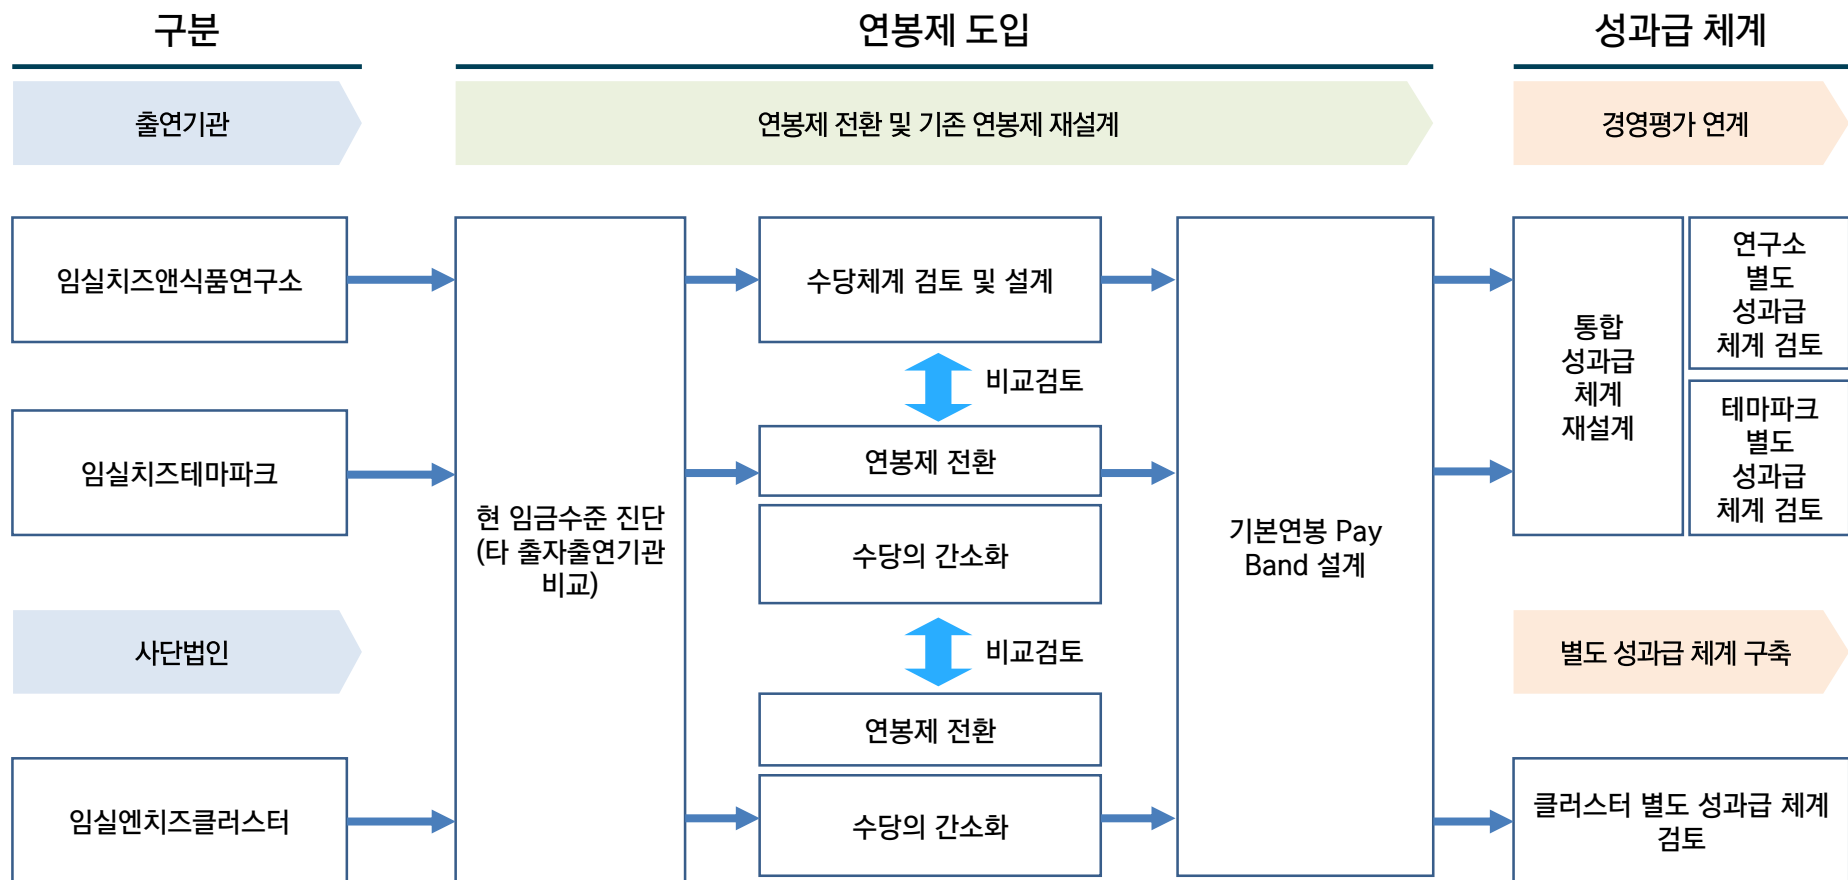 구분
연봉제 도입
성과급 체계
출연기관
연봉제 전환 및 기존 연봉제 재설계
경영평가 연계
임실치즈앤식품연구소
수당체계 검토 및 설계
연구소
별도
성과급
체계 검토
통합
성과급
체계
재설계
비교검토
임실치즈테마파크
연봉제 전환
테마파크
별도
성과급
체계 검토
현 임금수준 진단
(타 출자출연기관
비교)
수당의 간소화
기본연봉 Pay
Band 설계
사단법인
비교검토
별도 성과급 체계 구축
연봉제 전환
임실엔치즈클러스터
수당의 간소화
클러스터 별도 성과급 체계
검토